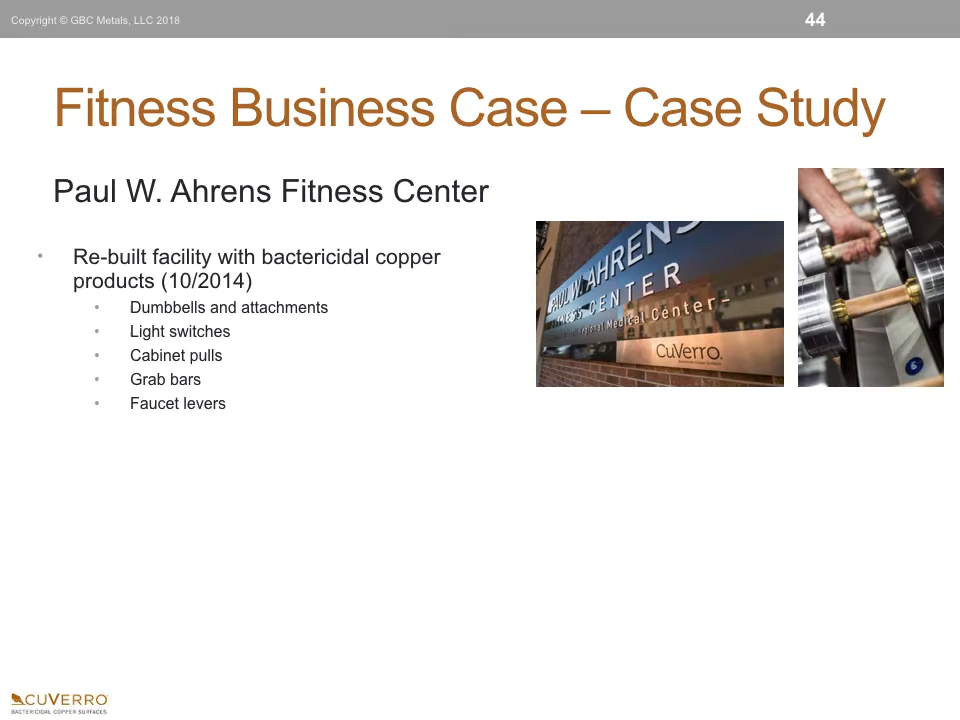 Copyright © GBC Metals, LLC 2018
44
Fitness Business Case – Case Study
Paul W. Ahrens Fitness Center
• Re-built facility with bactericidal copper
products (10/2014)
• Dumbbells and attachments
• Light switches
• Cabinet pulls
• Grab bars
• Faucet levers
PAUL W. AHRENS
CENTER
Regional Medical Center
CuVerro
CUVERRO
BACTERICIDAL COPPER SURFACES